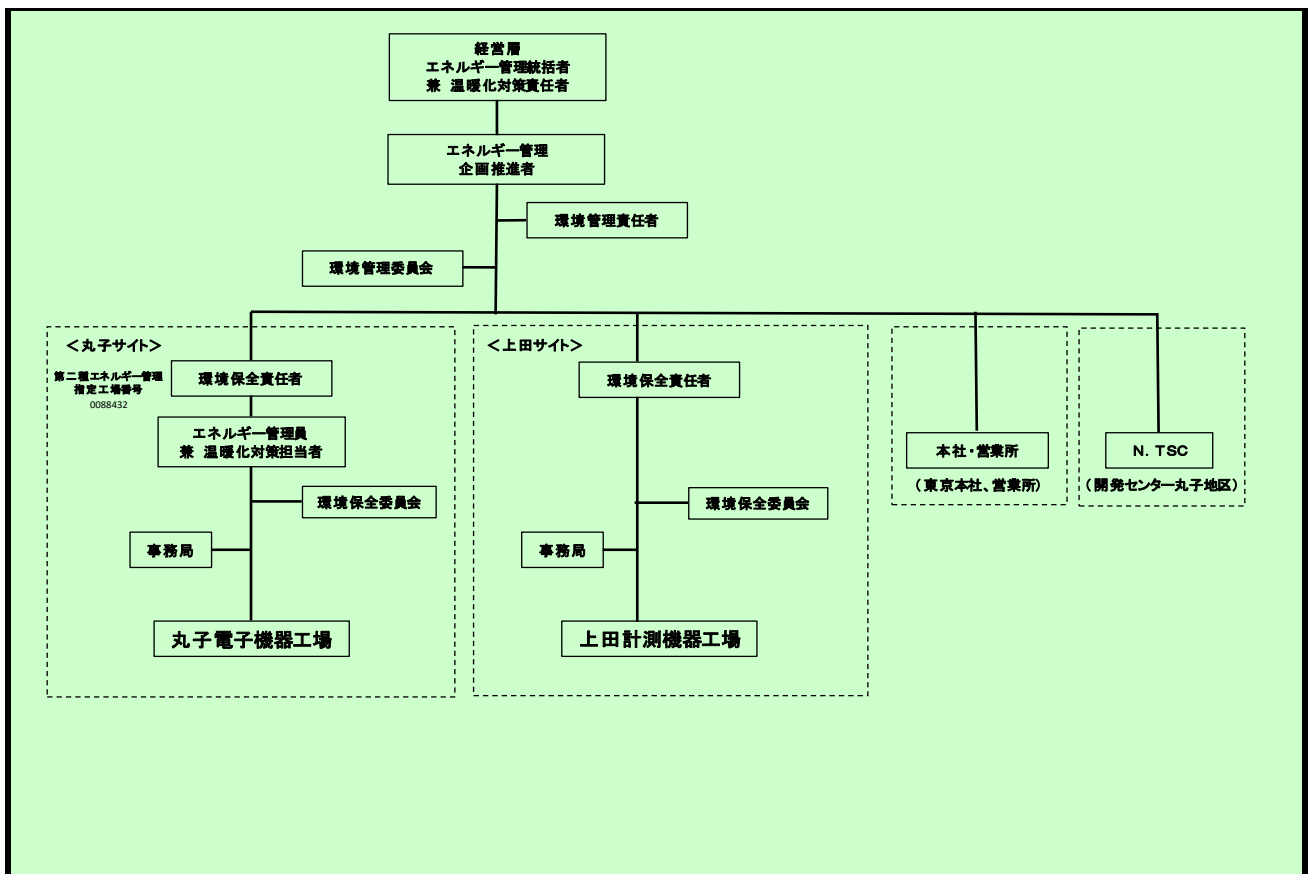 経営層
エネルギー管理統括者
兼 温暖化対策責任者
エネルギー管理
企画推進者
環境管理責任者
環境管理委員会
＜丸子サイト＞
第二種エネルギー管理
指定工場番号
0088432
環境保全責任者
エネルギー管理員
兼 温暖化対策担当者
環境保全委員会
事務局
丸子電子機器工場
＜上田サイト＞
環境保全責任者
環境保全委員会
事務局
上田計測機器工場
本社・営業所
（東京本社、営業所）
N. TSC
（開発センター丸子地区）